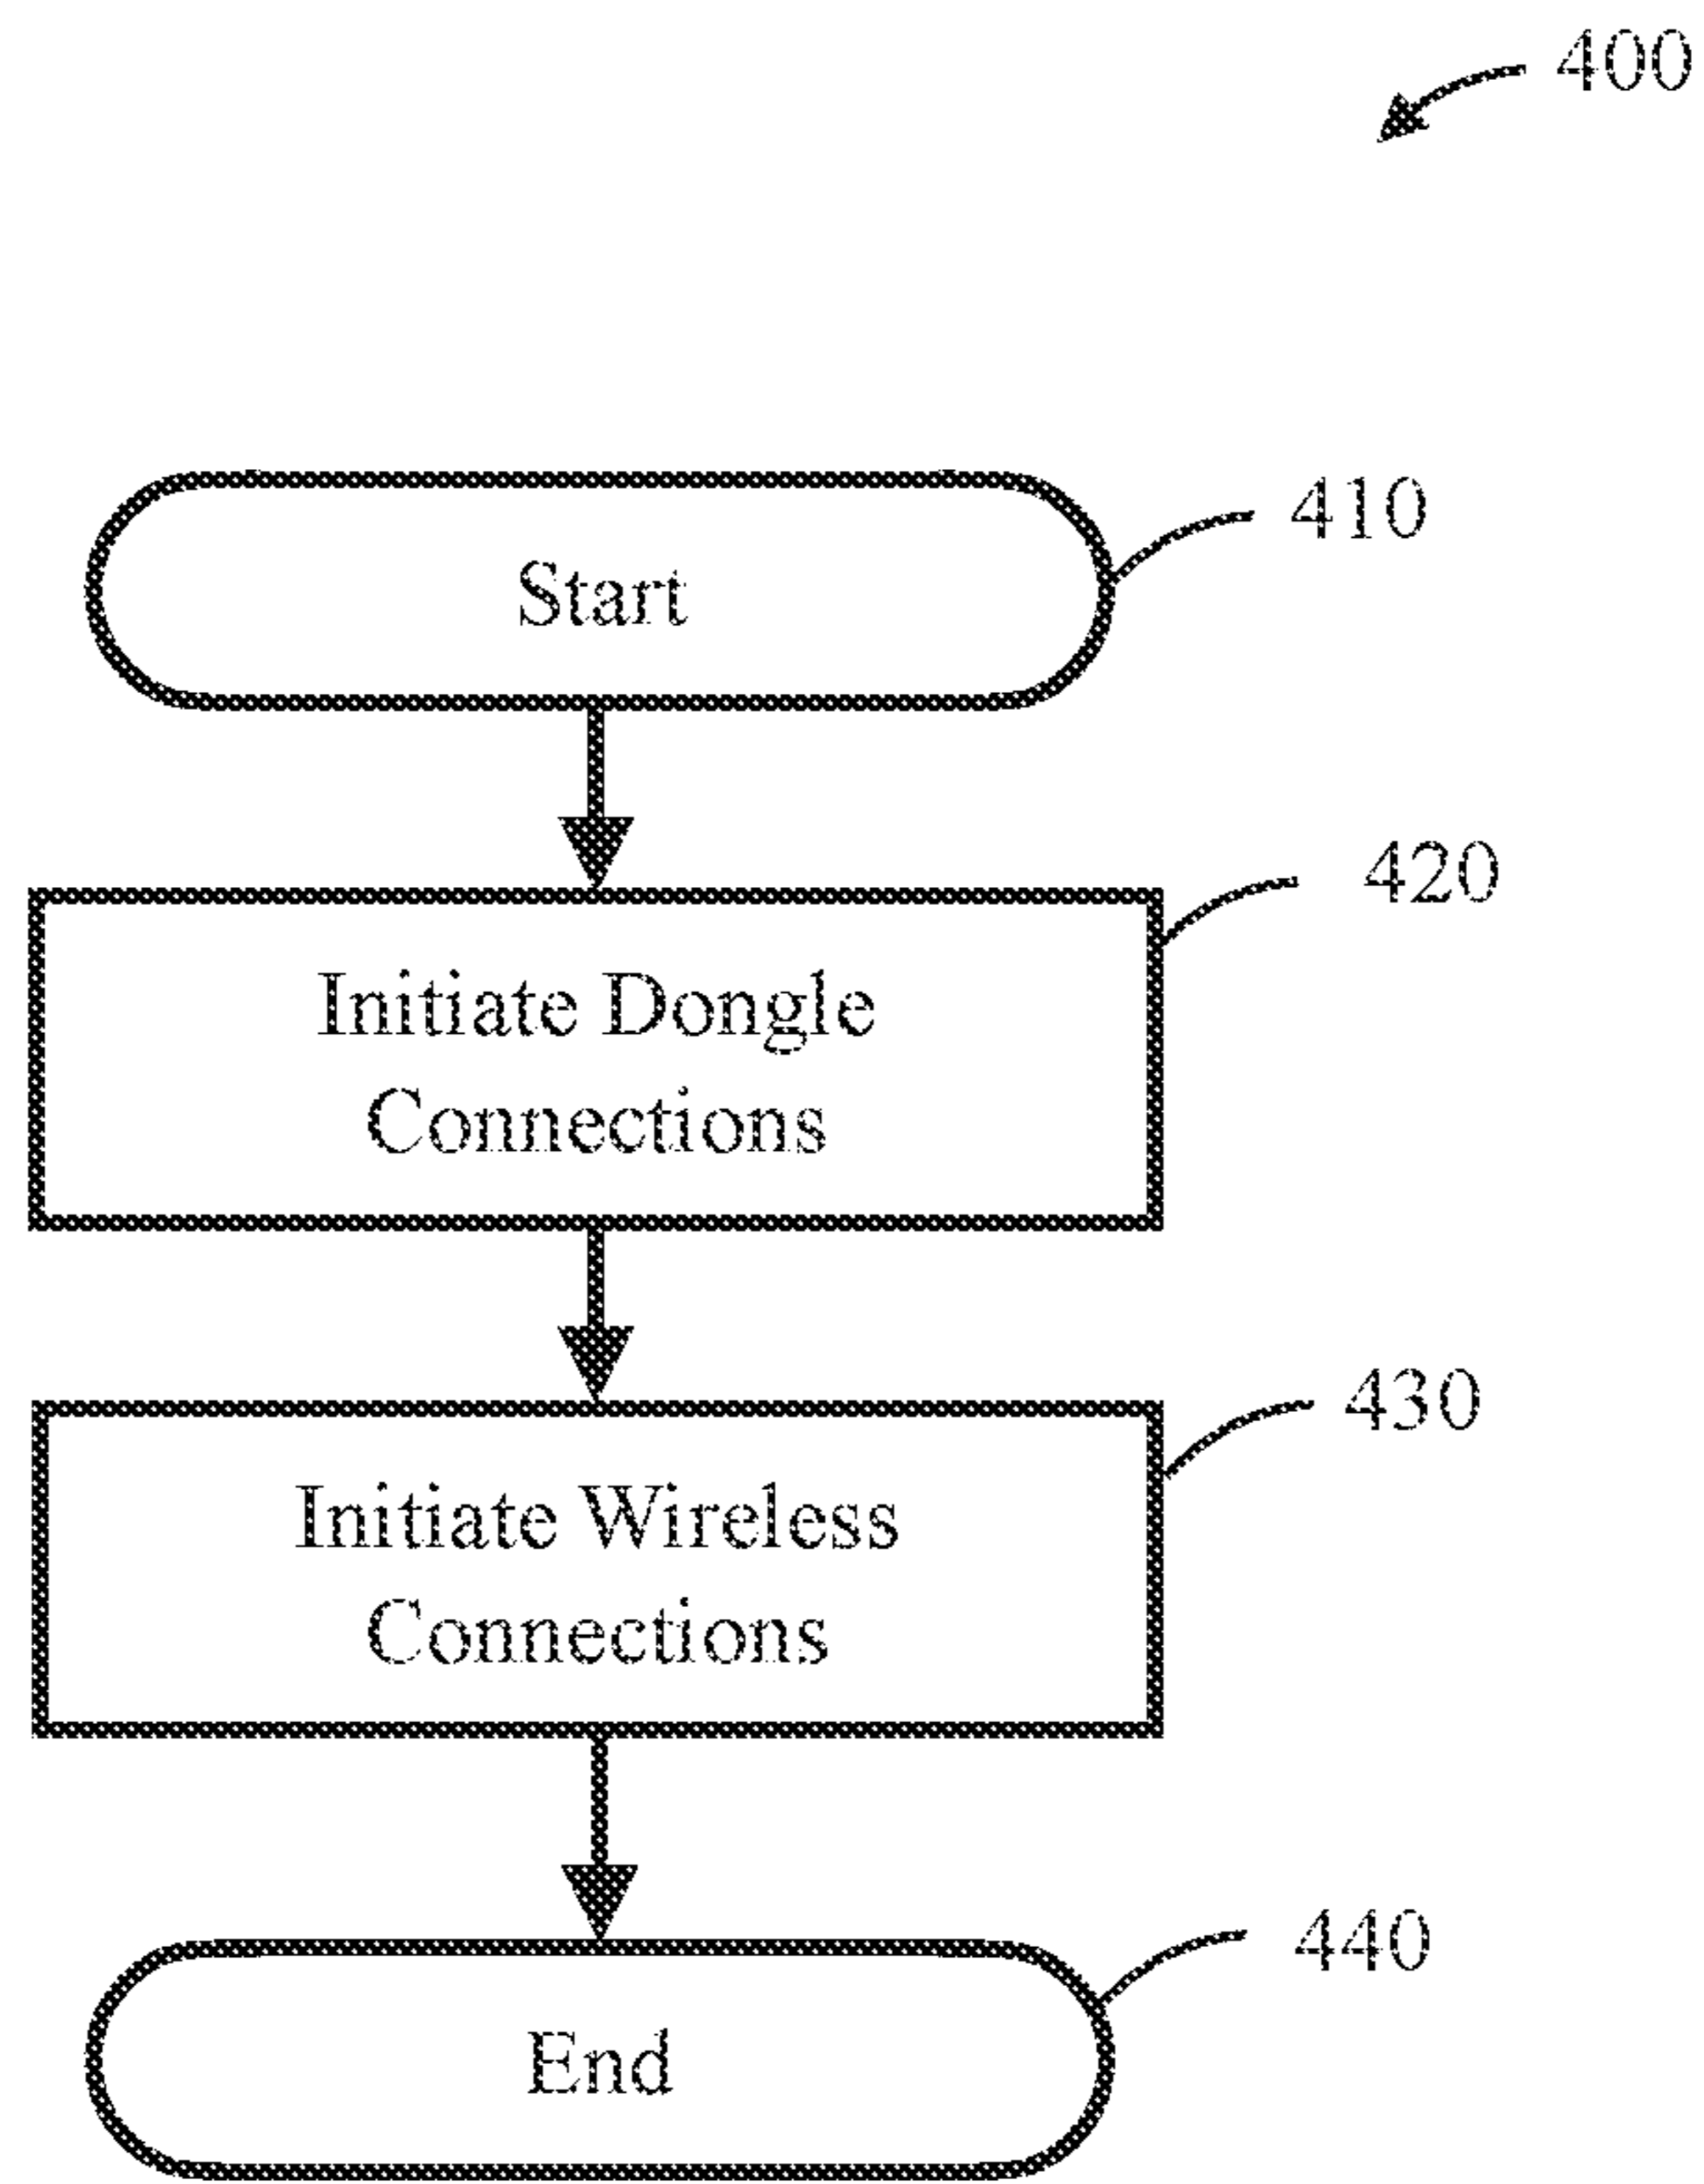 400
Start
410
420
Initiate Dongle
Connections
430
Initiate Wireless
Connections
440
End